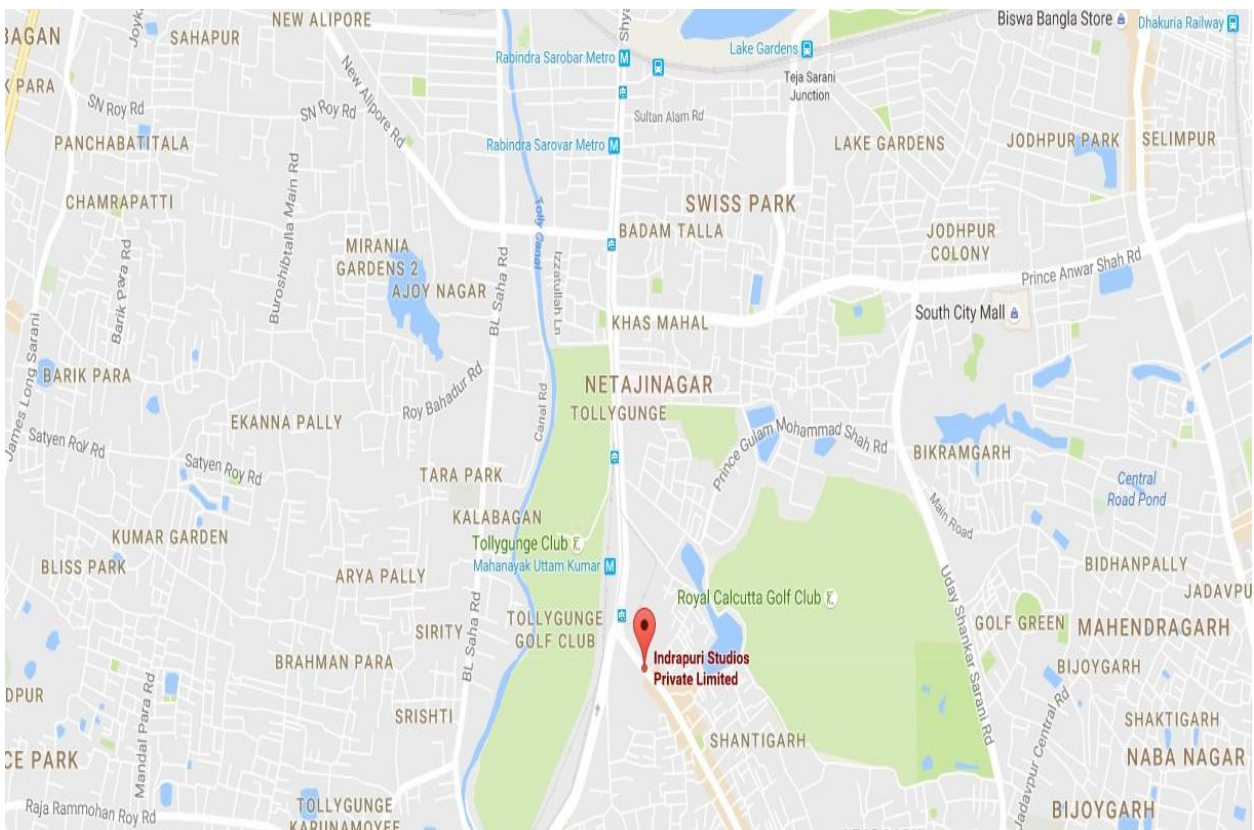 NEW ALIPORE
Biswa Bangla Store
Dhakuria Railway
SAHAPUR
Rabindra Sarobar Metro
Lake Gardens
Teja Sarani
Junction
New Alipore Rd
SN Roy Rd
SN Roy Rd
Sultan Alam Rd
PANCHABATITALA
Rabindra Sarovar Metro
LAKE GARDENS
JODHPUR PARK
SELIMPUR
CHAMRAPATTI
Buroshibtalla Main Rd
Tolly Canal
SWISS PARK
BADAM TALLA
JODHPUR
COLONY
MIRANIA
GARDENS 2
AJOY NAGAR
Barik Para Rd
BL Saha Rd
Izzatullah Ln
Prince Anwar Shah Rd
South City Mall
KHAS MAHAL
James Long Sarani
BARIK PARA
Roy Bahadur Rd
Canal Rd
NETAJINAGAR
TOLLYGUNGE
EKANNA PALLY
Prince Gulam Mohammad Shah Rd
BIKRAMGARH
Satyen Rok Rd
Satyen Roy Rd
TARA PARK
Central
Road Pond
Main Road
KALABAGAN
KUMAR GARDEN
Tollygunge Club
BLISS PARK
ARYA PALLY
Mahanayak Uttam Kumar
BIDHANPALLY
JADAVPU
Royal Calcutta Golf Club
Uday Shankar Sarani Rd
TOLLYGUNGE
GOLF CLUB
SIRITY
BL Saha Rd
GOLF GREEN
MAHENDRAGARH
BRAHMAN PARA
Indrapuri Studios
Private Limited
BIJOYGARH
DPUR
Mandal Para Rd
SRISHTI
SHANTIGARH
Jadavpur Central Rd
SHAKTIGARH
CE PARK
NABA NAGAR
Raja Rammohan Roy Rd
TOLLYGUNGE
KARUNAMOYEE
BIJOYGARH